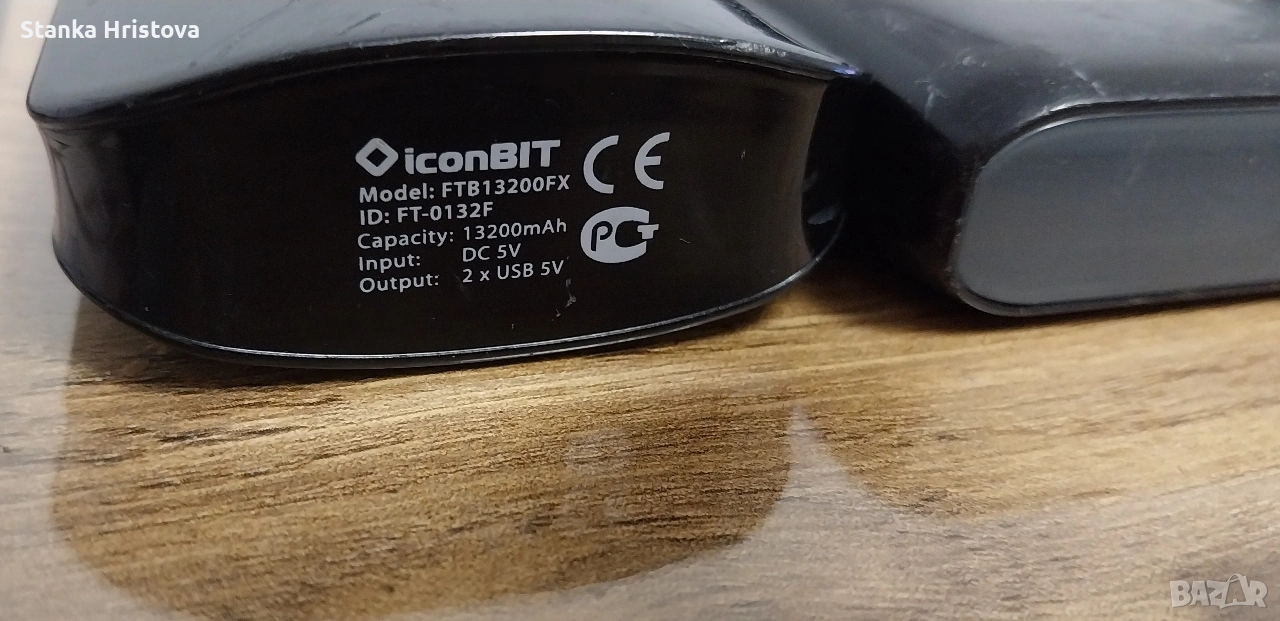 Stanka Hristova
iconBIT
Model: FTB13200FX
ID: FT-0132F
Capacity: 13200mAh
Input: DC 5V
Output: 2 x USB 5V
CE
РСТ
BAZAR